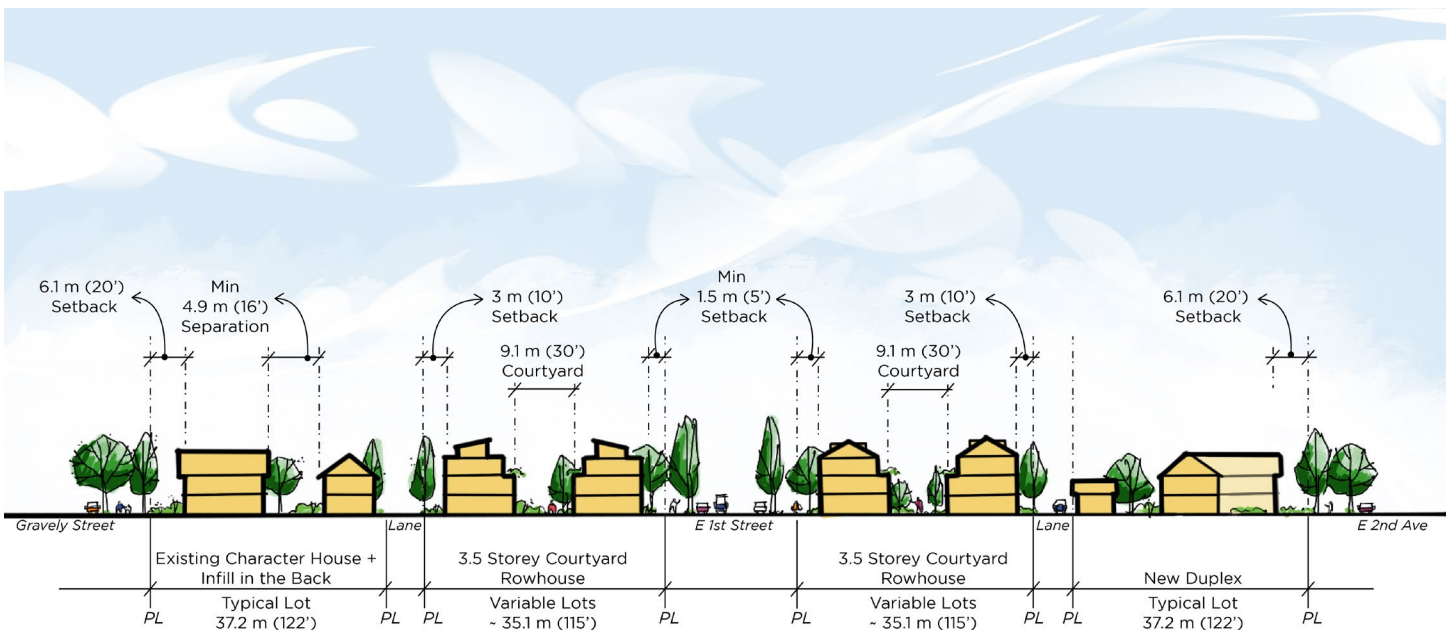 6.1 m (20')
Setback
Min
4.9 m (16')
Separation
3 m (10')
Setback
9.1 m (30')
Courtyard
Min
1.5 m (5')
Setback
9.1 m (30')
Courtyard
3 m (10')
Setback
6.1 m (20')
Setback
Gravely Street
Lane
E 1st Street
Lane
E 2nd Ave
Existing Character House +
Infill in the Back
3.5 Storey Courtyard
Rowhouse
3.5 Storey Courtyard
Rowhouse
New Duplex
PL
Typical Lot
37.2 m (122')
PL
PL
Variable Lots
~ 35.1 m (115')
PL
PL
Variable Lots
~ 35.1 m (115')
PL
PL
Typical Lot
37.2 m (122')
PL